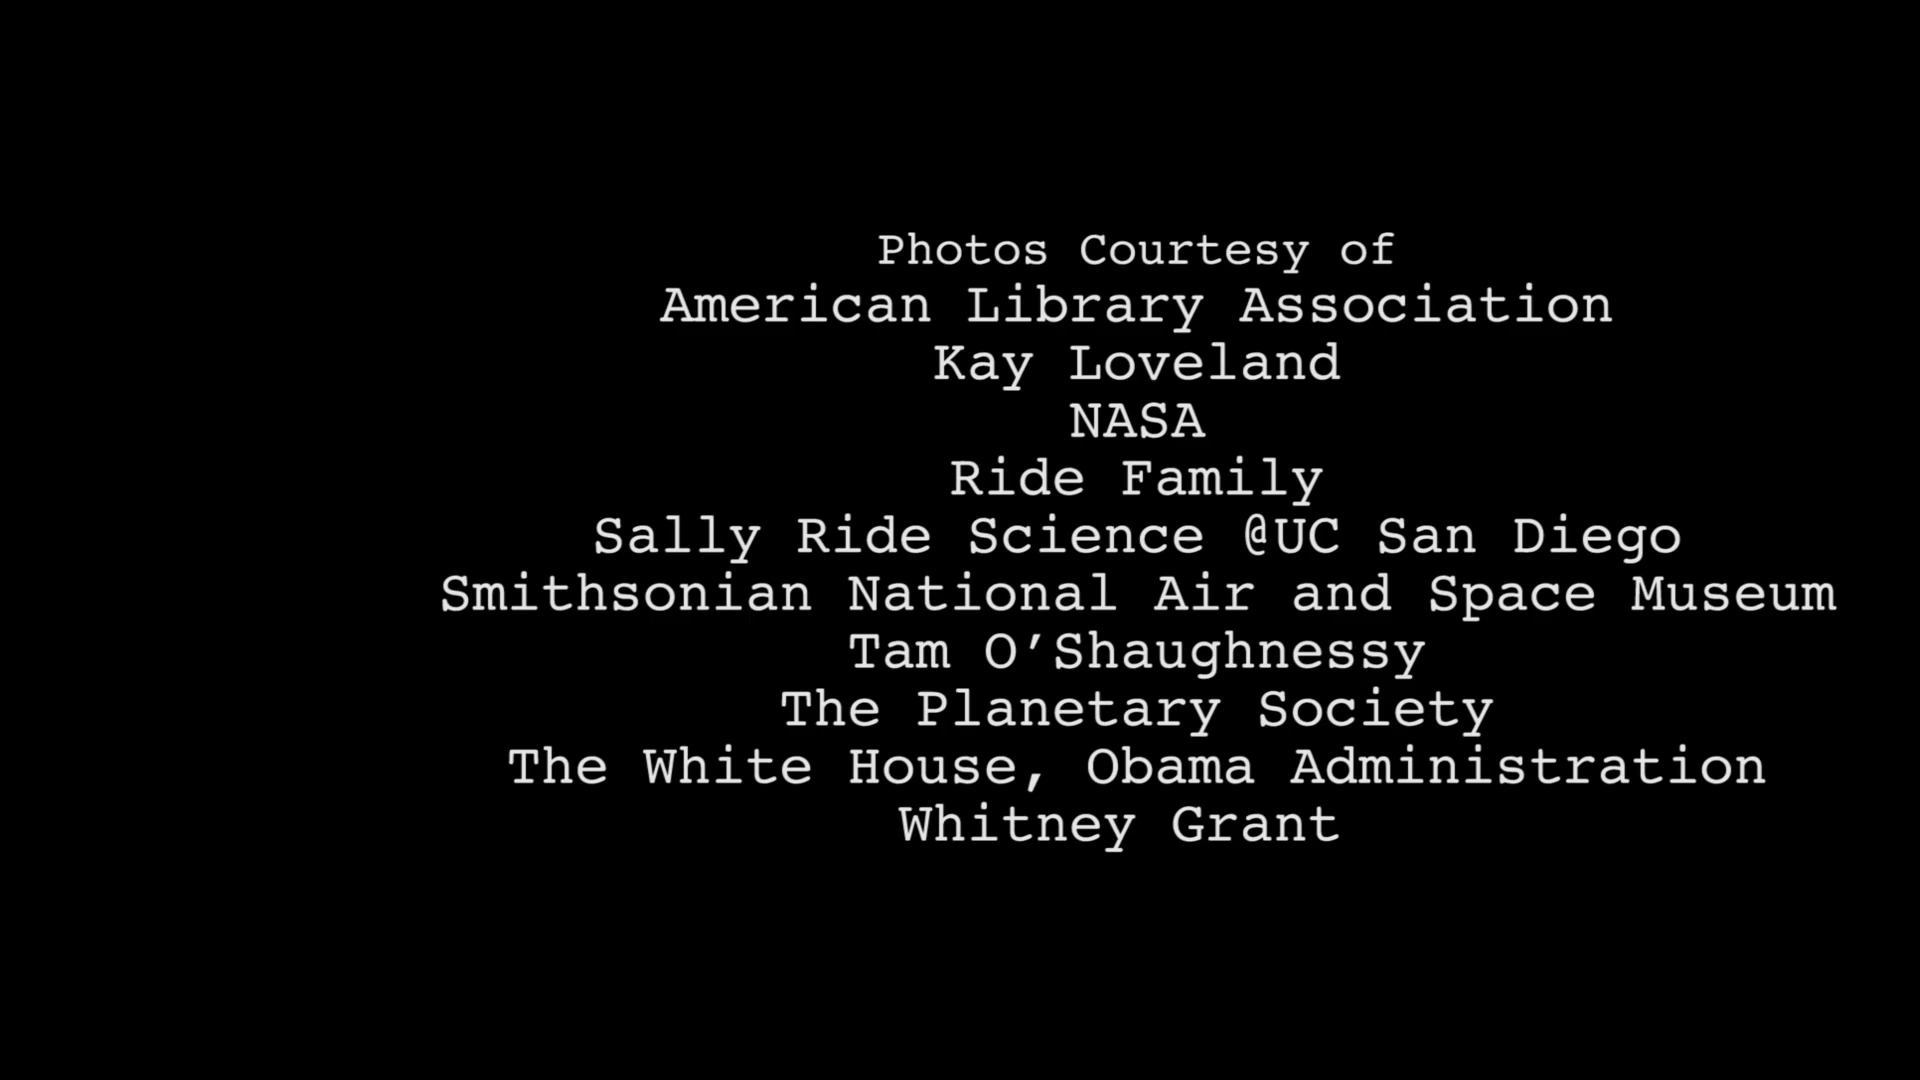 Photos Courtesy of
American Library Association
Kay Loveland
NASA
Ride Family
Sally Ride Science @UC San Diego
Smithsonian National Air and Space Museum
Tam O’Shaughnessy
The Planetary Society
The White House, Obama Administration
Whitney Grant